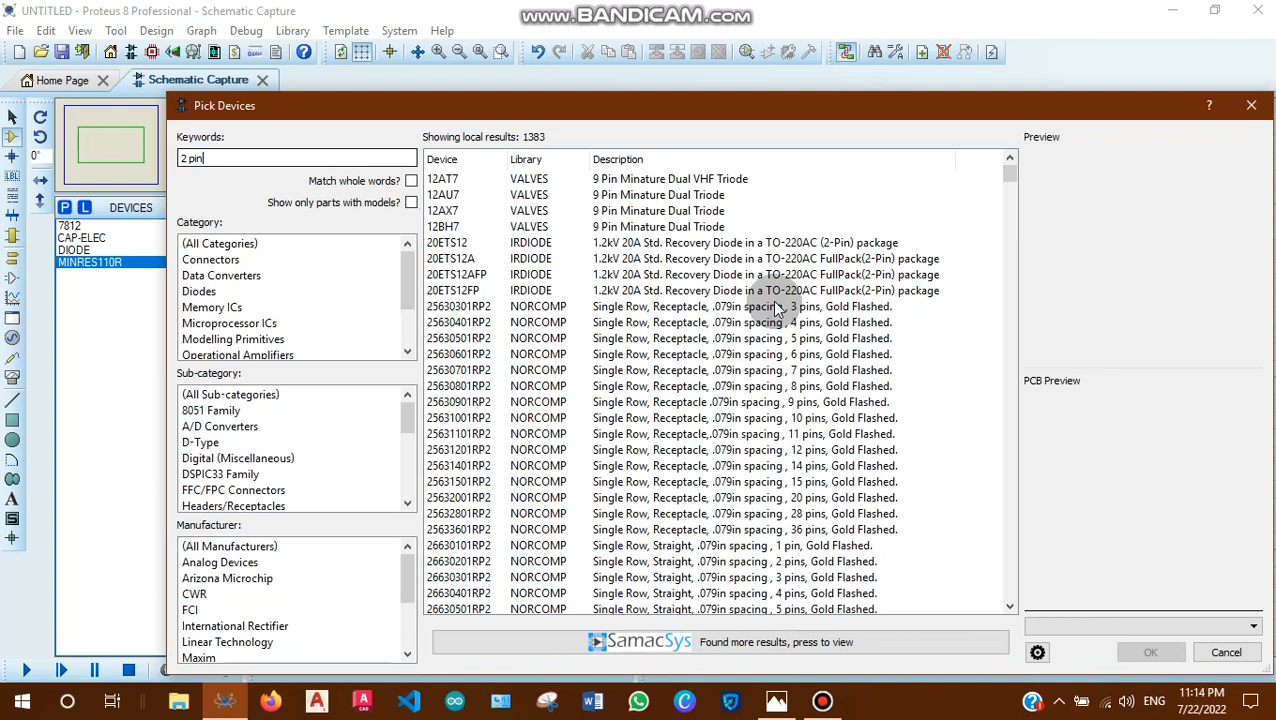 UNTITLED - Proteus 8 Professional - Schematic Capture
www.BANDICAM.com
File Edit View Tool Design Graph Debug Library Template System Help
Home Page
Schematic Capture
Pick Devices
Keywords:
2 pin
Match whole words?
Show only parts with models?
0°
P L DEVICES
7812
CAP-ELEC
DIODE
MINRES110R
Category:
(All Categories)
Connectors
Data Converters
Diodes
Memory ICs
Microprocessor ICs
Modelling Primitives
Operational Amplifiers
Sub-category:
(All Sub-categories)
8051 Family
A/D Converters
D-Type
Digital (Miscellaneous)
DSPIC33 Family
FFC/FPC Connectors
Headers/Receptacles
Manufacturer:
(All Manufacturers)
Analog Devices
Arizona Microchip
CWR
FCI
International Rectifier
Linear Technology
Maxim
Showing local results: 1383
Device Library Description
12AT7 VALVES 9 Pin Minature Dual VHF Triode
12AU7 VALVES 9 Pin Minature Dual Triode
12AX7 VALVES 9 Pin Minature Dual Triode
12BH7 VALVES 9 Pin Minature Dual Triode
20ETS12 IRDIODE 1.2kV 20A Std. Recovery Diode in a TO-220AC (2-Pin) package
20ETS12A IRDIODE 1.2kV 20A Std. Recovery Diode in a TO-220AC FullPack(2-Pin) package
20ETS12AFP IRDIODE 1.2kV 20A Std. Recovery Diode in a TO-220AC FullPack(2-Pin) package
20ETS12FP IRDIODE 1.2kV 20A Std. Recovery Diode in a TO-220AC FullPack(2-Pin) package
25630301RP2 NORCOMP Single Row, Receptacle, .079in spacing , 3 pins, Gold Flashed.
25630401RP2 NORCOMP Single Row, Receptacle, .079in spacing , 4 pins, Gold Flashed.
25630501RP2 NORCOMP Single Row, Receptacle, .079in spacing , 5 pins, Gold Flashed.
25630601RP2 NORCOMP Single Row, Receptacle, .079in spacing , 6 pins, Gold Flashed.
25630701RP2 NORCOMP Single Row, Receptacle, .079in spacing , 7 pins, Gold Flashed.
25630801RP2 NORCOMP Single Row, Receptacle, .079in spacing , 8 pins, Gold Flashed.
25630901RP2 NORCOMP Single Row, Receptacle .079in spacing , 9 pins, Gold Flashed.
25631001RP2 NORCOMP Single Row, Receptacle, .079in spacing , 10 pins, Gold Flashed.
25631101RP2 NORCOMP Single Row, Receptacle,.079in spacing , 11 pins, Gold Flashed.
25631201RP2 NORCOMP Single Row, Receptacle, .079in spacing , 12 pins, Gold Flashed.
25631401RP2 NORCOMP Single Row, Receptacle, .079in spacing , 14 pins, Gold Flashed.
25631501RP2 NORCOMP Single Row, Receptacle, .079in spacing , 15 pins, Gold Flashed.
25632001RP2 NORCOMP Single Row, Receptacle, .079in spacing , 20 pins, Gold Flashed.
25632801RP2 NORCOMP Single Row, Receptacle, .079in spacing , 28 pins, Gold Flashed.
25633601RP2 NORCOMP Single Row, Receptacle, .079in spacing , 36 pins, Gold Flashed.
26630101RP2 NORCOMP Single Row, Straight, .079in spacing , 1 pin, Gold Flashed.
26630201RP2 NORCOMP Single Row, Straight, .079in spacing , 2 pins, Gold Flashed.
26630301RP2 NORCOMP Single Row, Straight, .079in spacing , 3 pins, Gold Flashed.
26630401RP2 NORCOMP Single Row, Straight, .079in spacing , 4 pins, Gold Flashed.
26630501RP2 NORCOMP Single Row, Straight, .079in spacing , 5 pins, Gold Flashed.
SamacSys Found more results, press to view
Preview
PCB Preview
OK Cancel
ENG
11:14 PM
7/22/2022